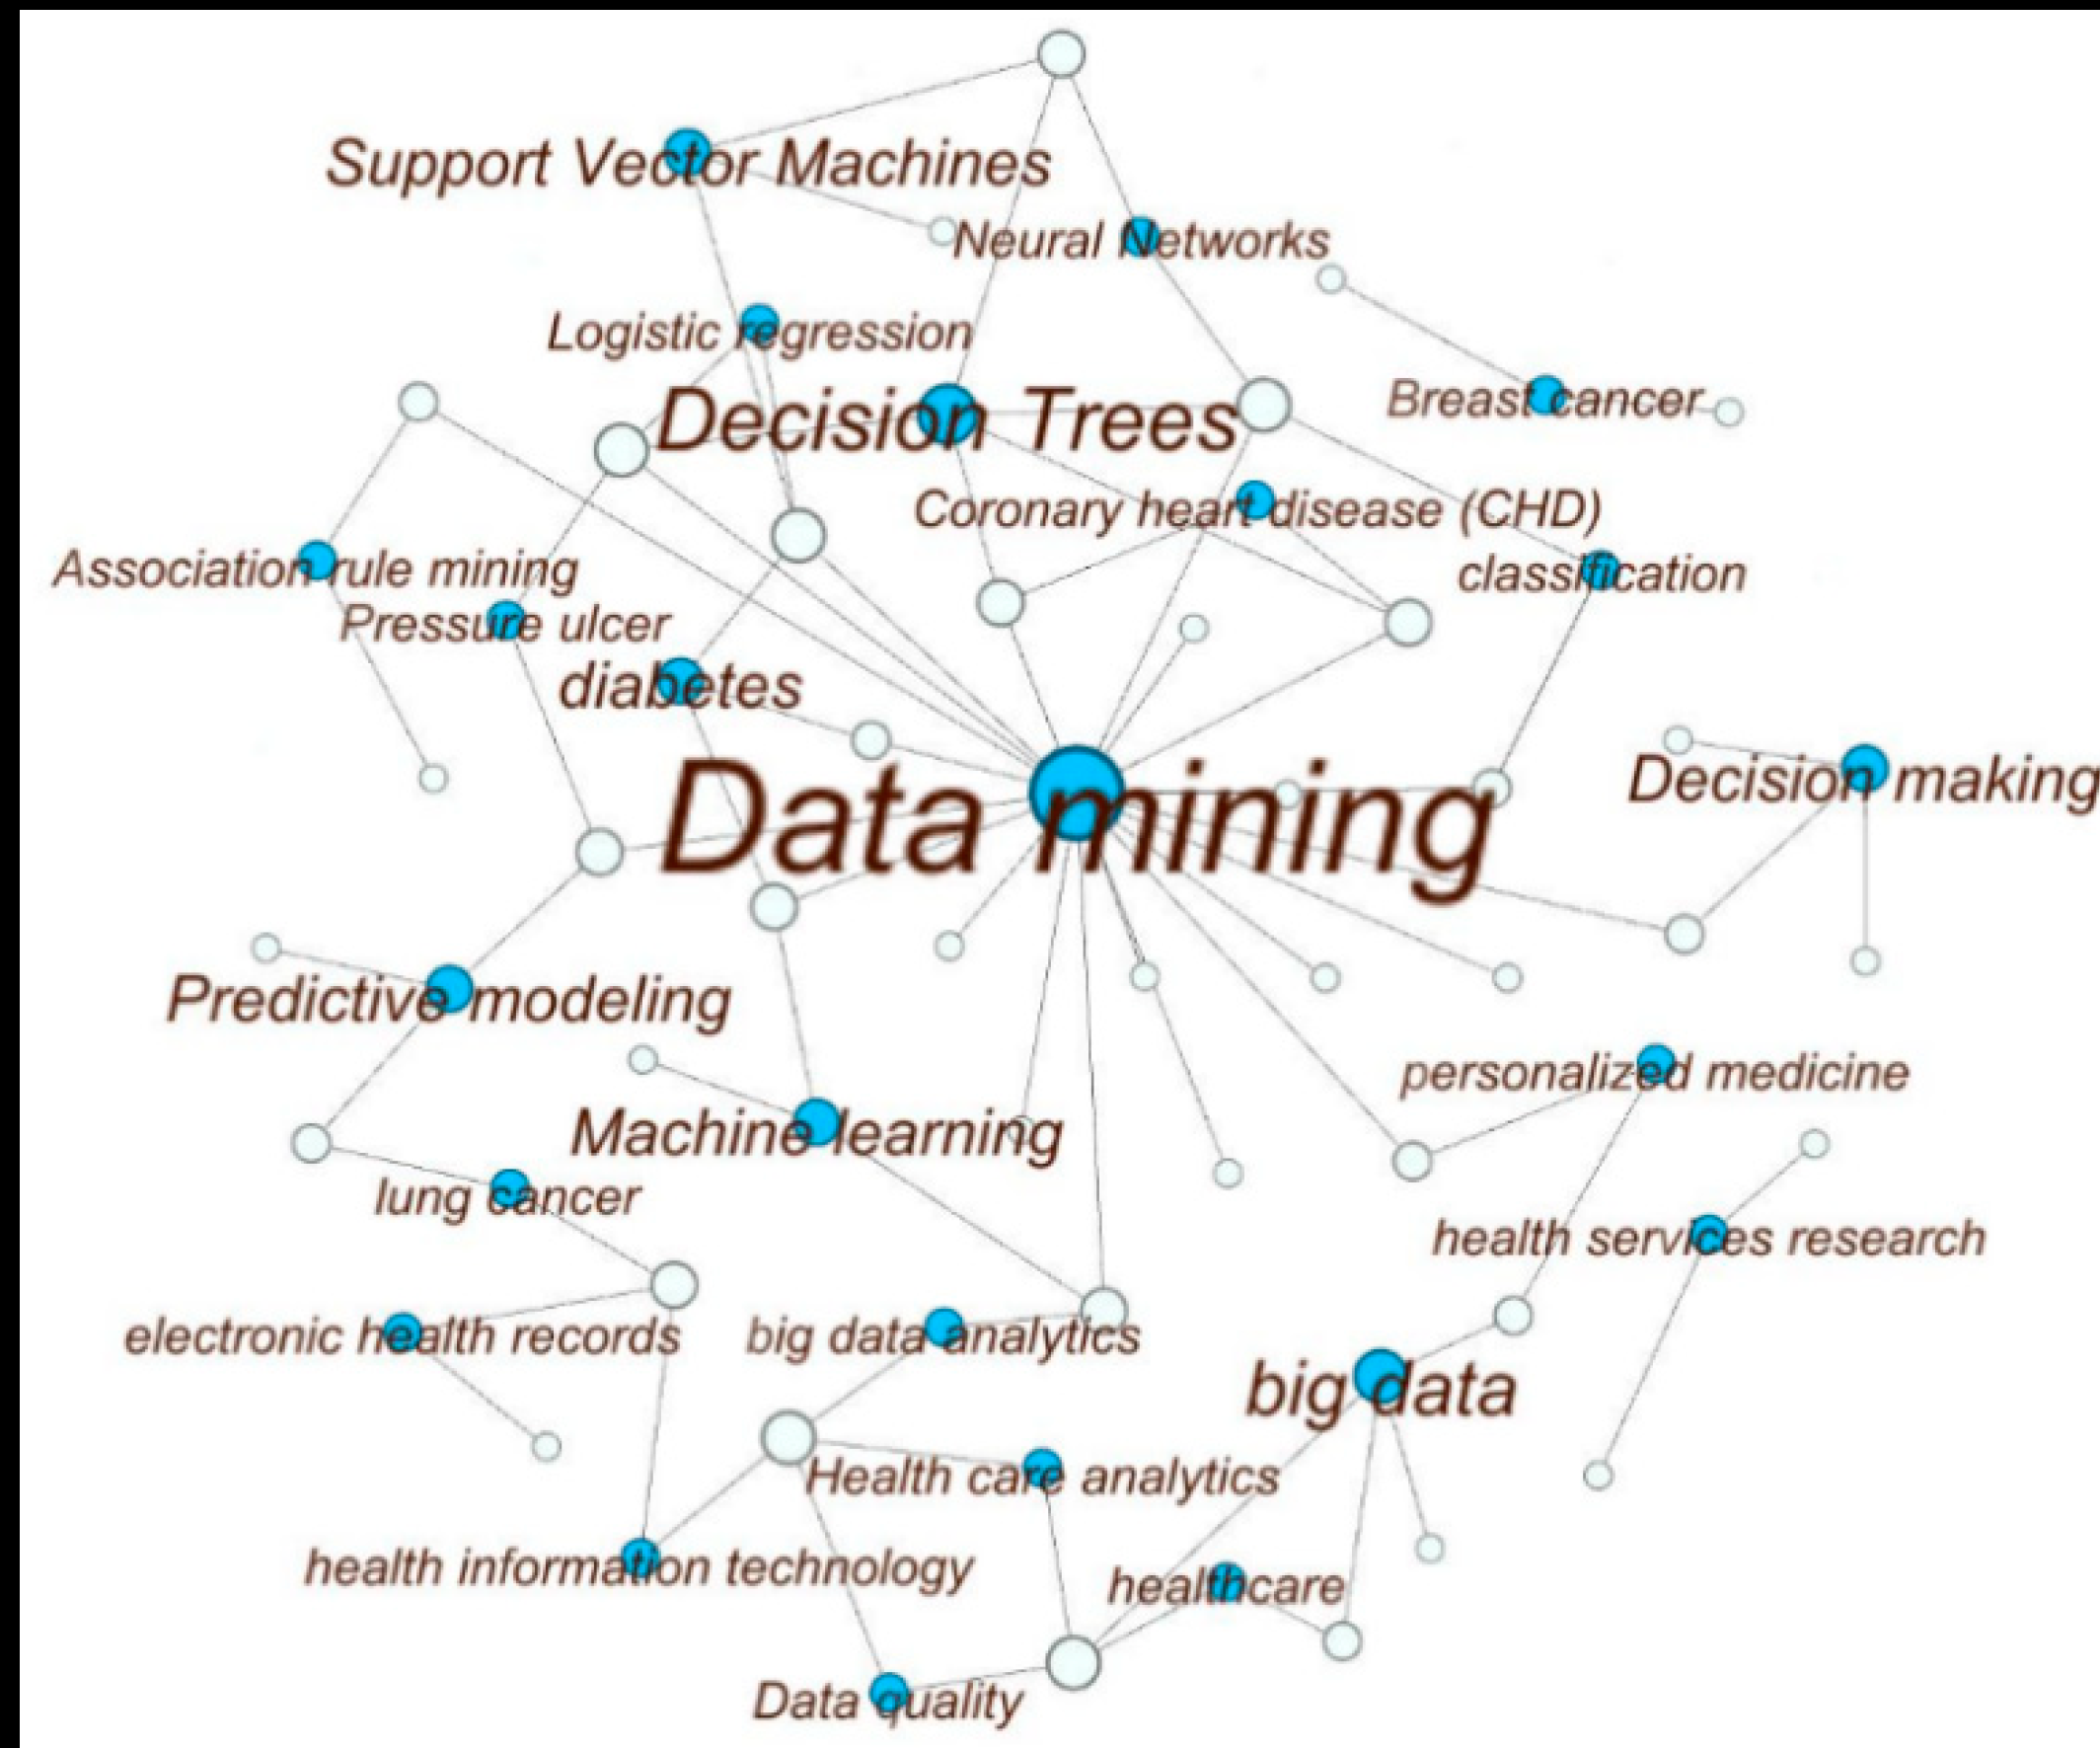 Support Vector Machines
Neural Networks
Logistic regression
Breast cancer
Decision Trees
Coronary heart disease (CHD)
classification
Association rule mining
Pressure ulcer
diabetes
Decision making
Data mining
Predictive modeling
personalized medicine
Machine learning
lung cancer
health services research
electronic health records
big data analytics
big data
Health care analytics
health information technology
healthcare
Data quality